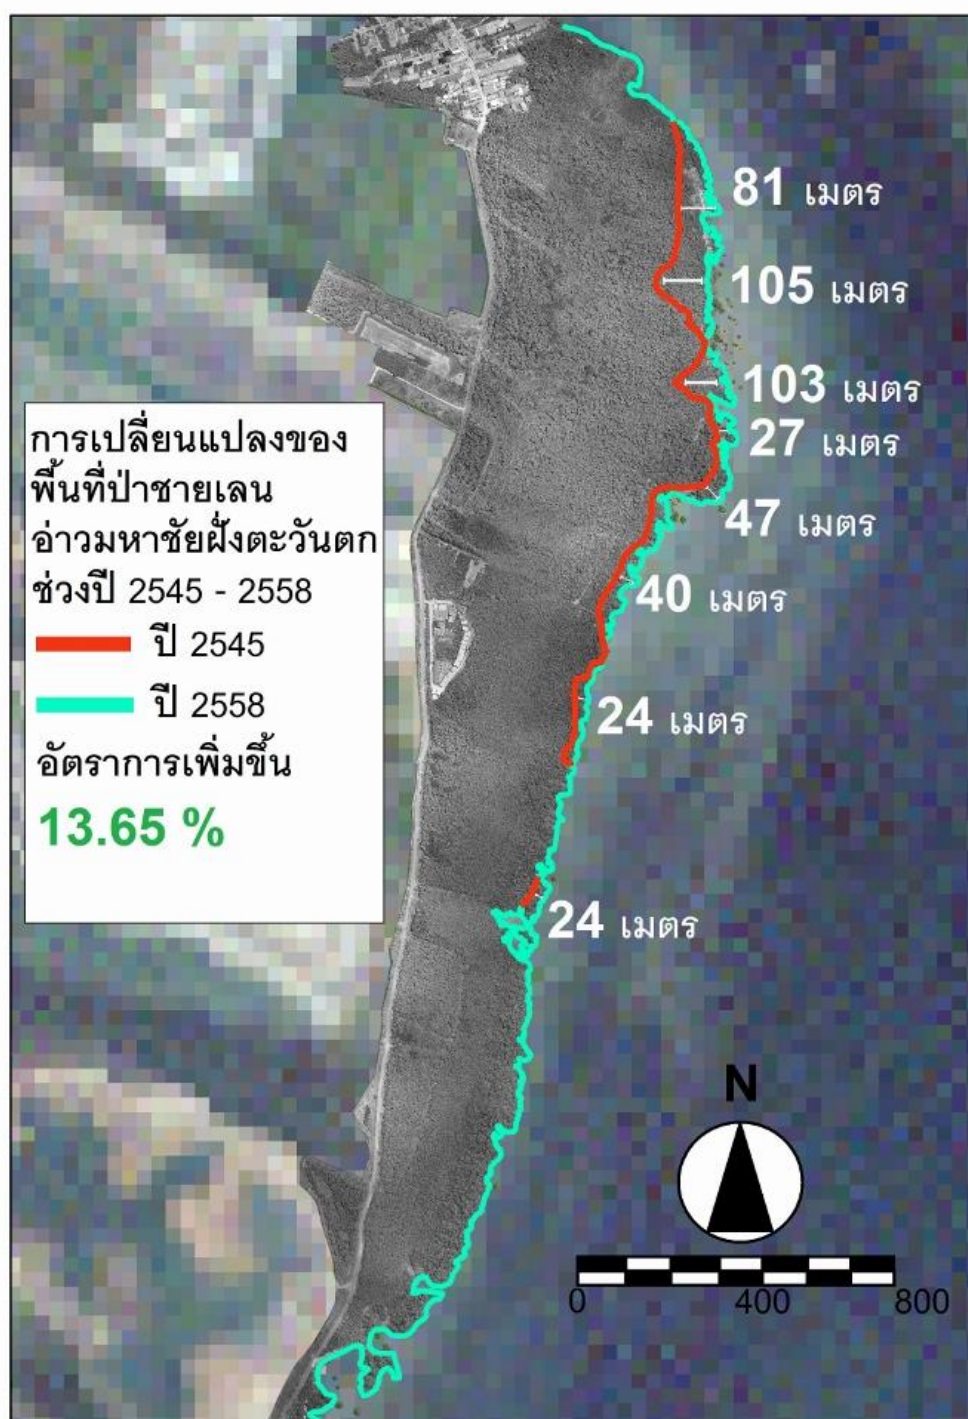 81 เมตร
105 เมตร
103 เมตร
27 เมตร
47 เมตร
40 เมตร
24 เมตร
24 เมตร
การเปลี่ยนแปลงของ
พื้นที่ป่าชายเลน
อ่าวมหาชัยฝั่งตะวันตก
ช่วงปี 2545 - 2558
ปี 2545
ปี 2558
อัตราการเพิ่มขึ้น
13.65 %
N
0 400 800